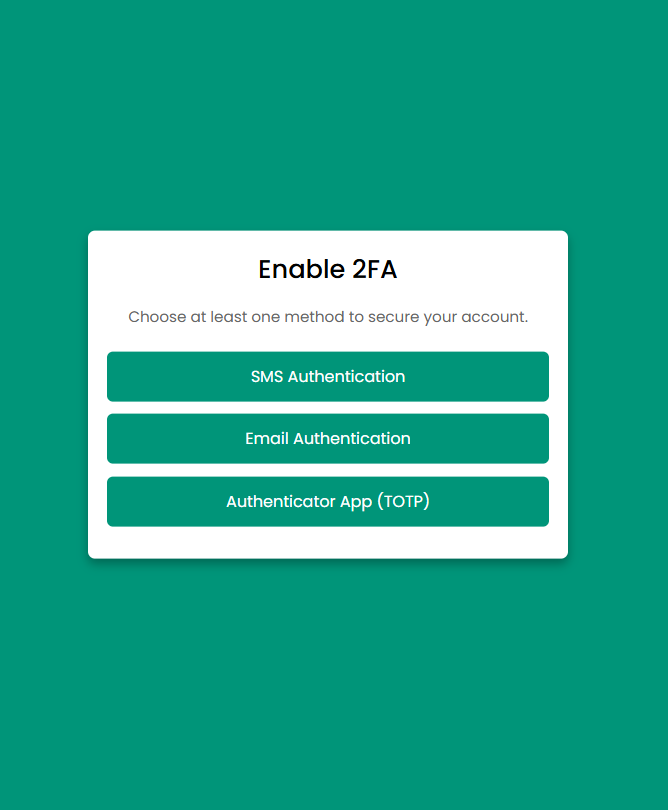 Enable 2FA
Choose at least one method to secure your account.
SMS Authentication
Email Authentication
Authenticator App (TOTP)